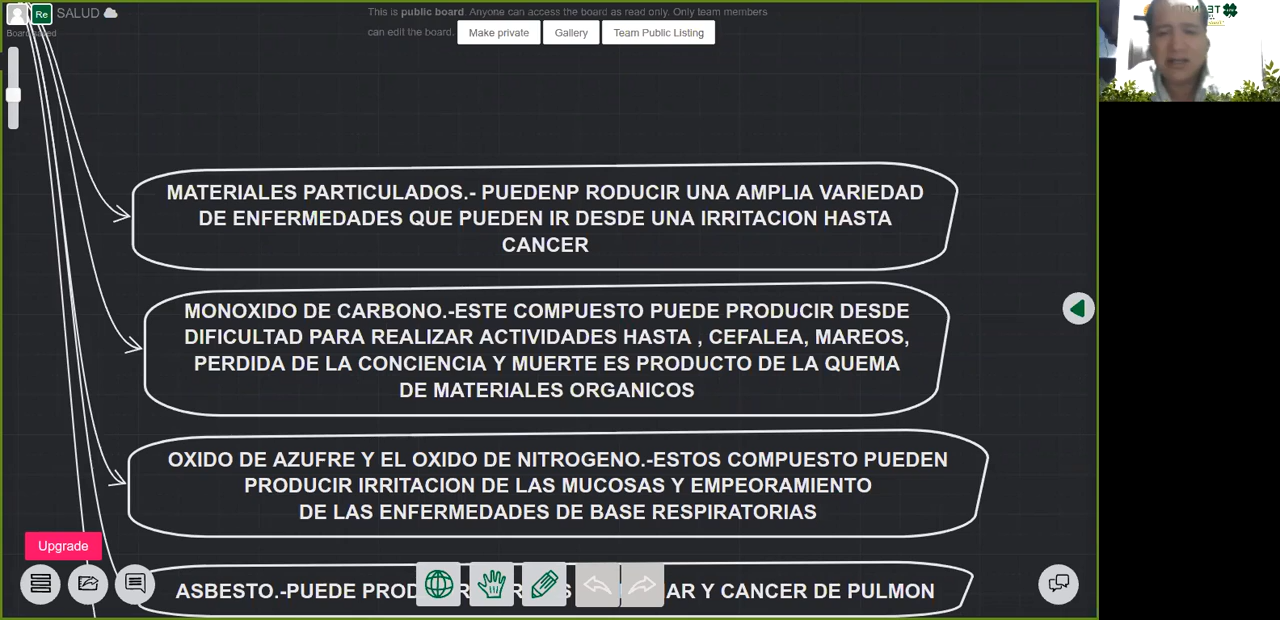 Re SALUD
This is public board Anyone can access the board as read only. Only team members
can edit the board. Make private Gallery Team Public Listing
MATERIALES PARTICULADOS.- PUEDENP RODUCIR UNA AMPLIA VARIEDAD
DE ENFERMEDADES QUE PUEDEN IR DESDE UNA IRRITACION HASTA
CANCER
MONOXIDO DE CARBONO.-ESTE COMPUESTO PUEDE PRODUCIR DESDE
DIFICULTAD PARA REALIZAR ACTIVIDADES HASTA , CEFALEA, MAREOS,
PERDIDA DE LA CONCIENCIA Y MUERTE ES PRODUCTO DE LA QUEMA
DE MATERIALES ORGANICOS
OXIDO DE AZUFRE Y EL OXIDO DE NITROGENO.-ESTOS COMPUESTO PUEDEN
PRODUCIR IRRITACION DE LAS MUCOSAS Y EMPEORAMIENTO
DE LAS ENFERMEDADES DE BASE RESPIRATORIAS
Upgrade
ASBESTO.-PUEDE PROD AR Y CANCER DE PULMON